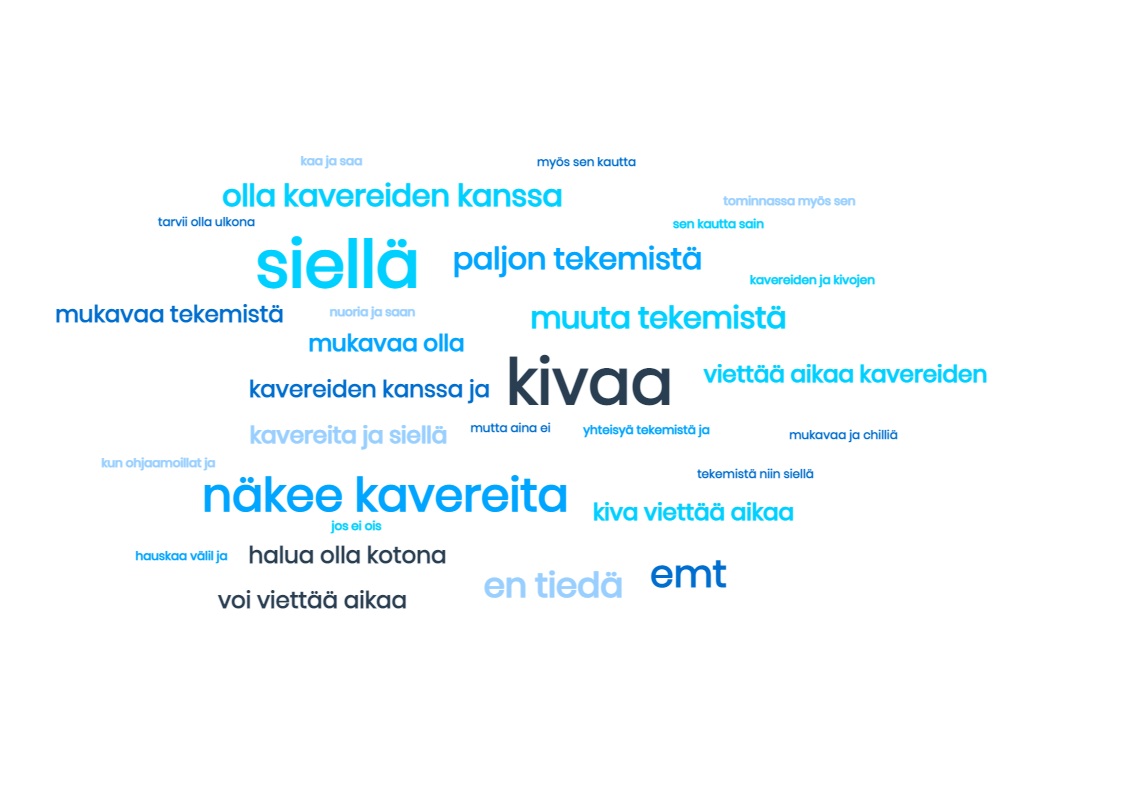 kaa ja saa
myös sen kautta
olla kavereiden kanssa
tominnassa myös sen
tarvii olla ulkona
sen kautta sain
siellä
paljon tekemistä
kavereiden ja kivojen
mukavaa tekemistä
nuoria ja saan
muuta tekemistä
mukavaa olla
kivaa
viettää aikaa kavereiden
kavereiden kanssa ja
kavereita ja siellä
mutta aina ei
yhteisyä tekemistä ja
mukavaa ja chilliä
kun ohjaamoillat ja
tekemistä niin siellä
näkee kavereita
kiva viettää aikaa
jos ei ois
hauskaa välil ja
halua olla kotona
en tiedä
emt
voi viettää aikaa